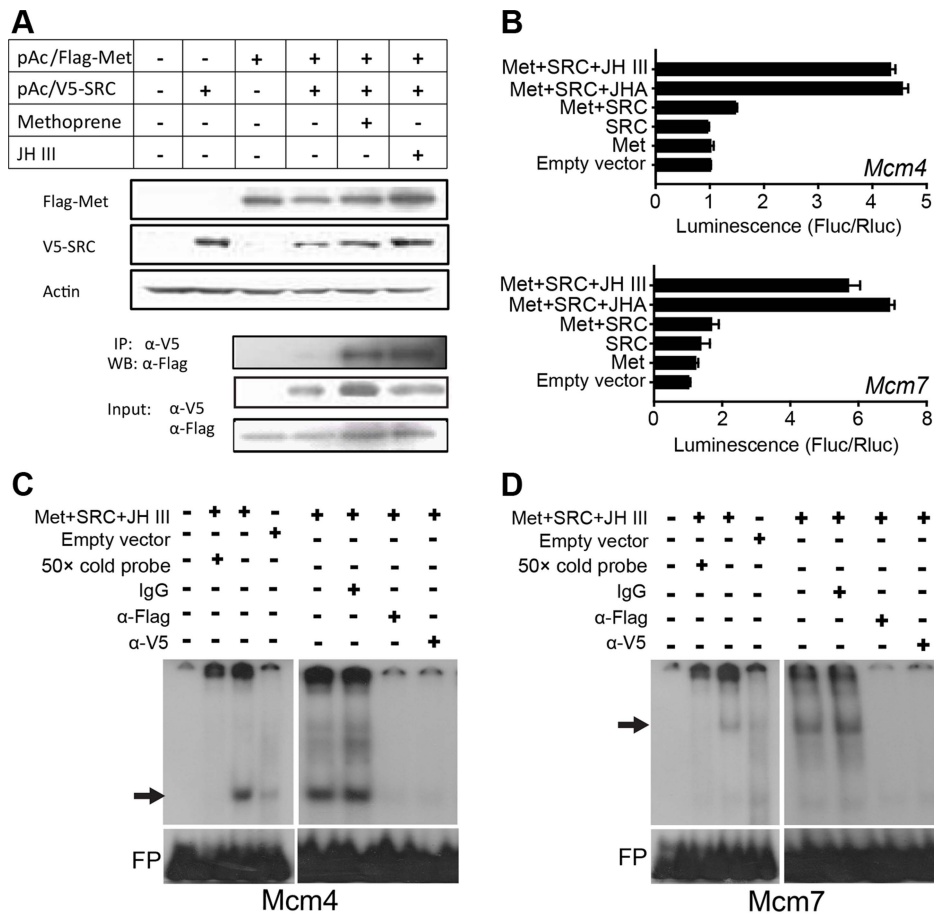 A
pAc/Flag-Met - - + + + +
pAc/V5-SRC - + - + + +
Methoprene - - - - +
JH III - - - - - +
Flag-Met
V5-SRC
Actin
IP: α-V5
WB: α-Flag
Input: α-V5
α-Flag
B
Met+SRC+JH III
Met+SRC+JHA
Met+SRC
SRC
Met
Empty vector
Mcm4
0 1 2 3 4 5
Luminescence (Fluc/Rluc)
Met+SRC+JH III
Met+SRC+JHA
Met+SRC
SRC
Met
Empty vector
Mcm7
0 2 4 6 8
Luminescence (Fluc/Rluc)
C
Met+SRC+JH III - + + - + + + +
Empty vector - - - + - - - -
50× cold probe - + - - - - - -
IgG - - - - - + - -
α-Flag - - - - - - + -
α-V5 - - - - - - - +
FP
Mcm4
D
Met+SRC+JH III - + + - + + + +
Empty vector - - - + - - - -
50× cold probe - + - - - - - -
IgG - - - - - + - -
α-Flag - - - - - - + -
α-V5 - - - - - - - +
FP
Mcm7